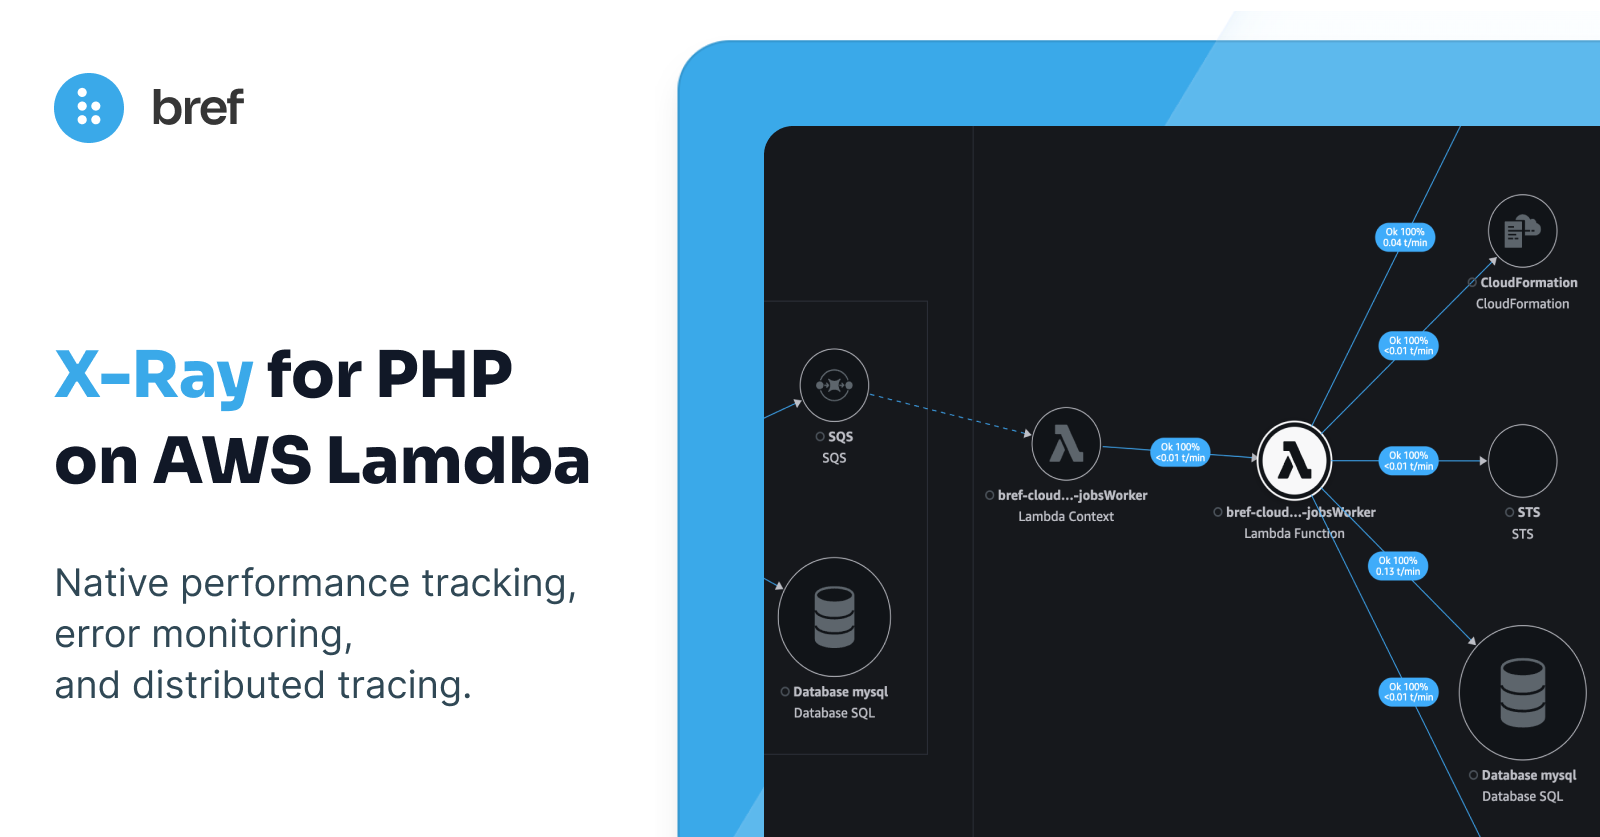 bref
X-Ray for PHP
on AWS Lamdba
Native performance tracking,
error monitoring,
and distributed tracing.
Ok 100%
0.04 t/min
CloudFormation
CloudFormation
Ok 100%
<0.01 t/min
SQS
SQS
bref-cloud...-jobsWorker
Lambda Context
Ok 100%
<0.01 t/min
bref-cloud...-jobsWorker
Lambda Function
Ok 100%
<0.01 t/min
STS
STS
Ok 100%
0.13 t/min
Database mysql
Database SQL
Ok 100%
<0.01 t/min
Database mysql
Database SQL